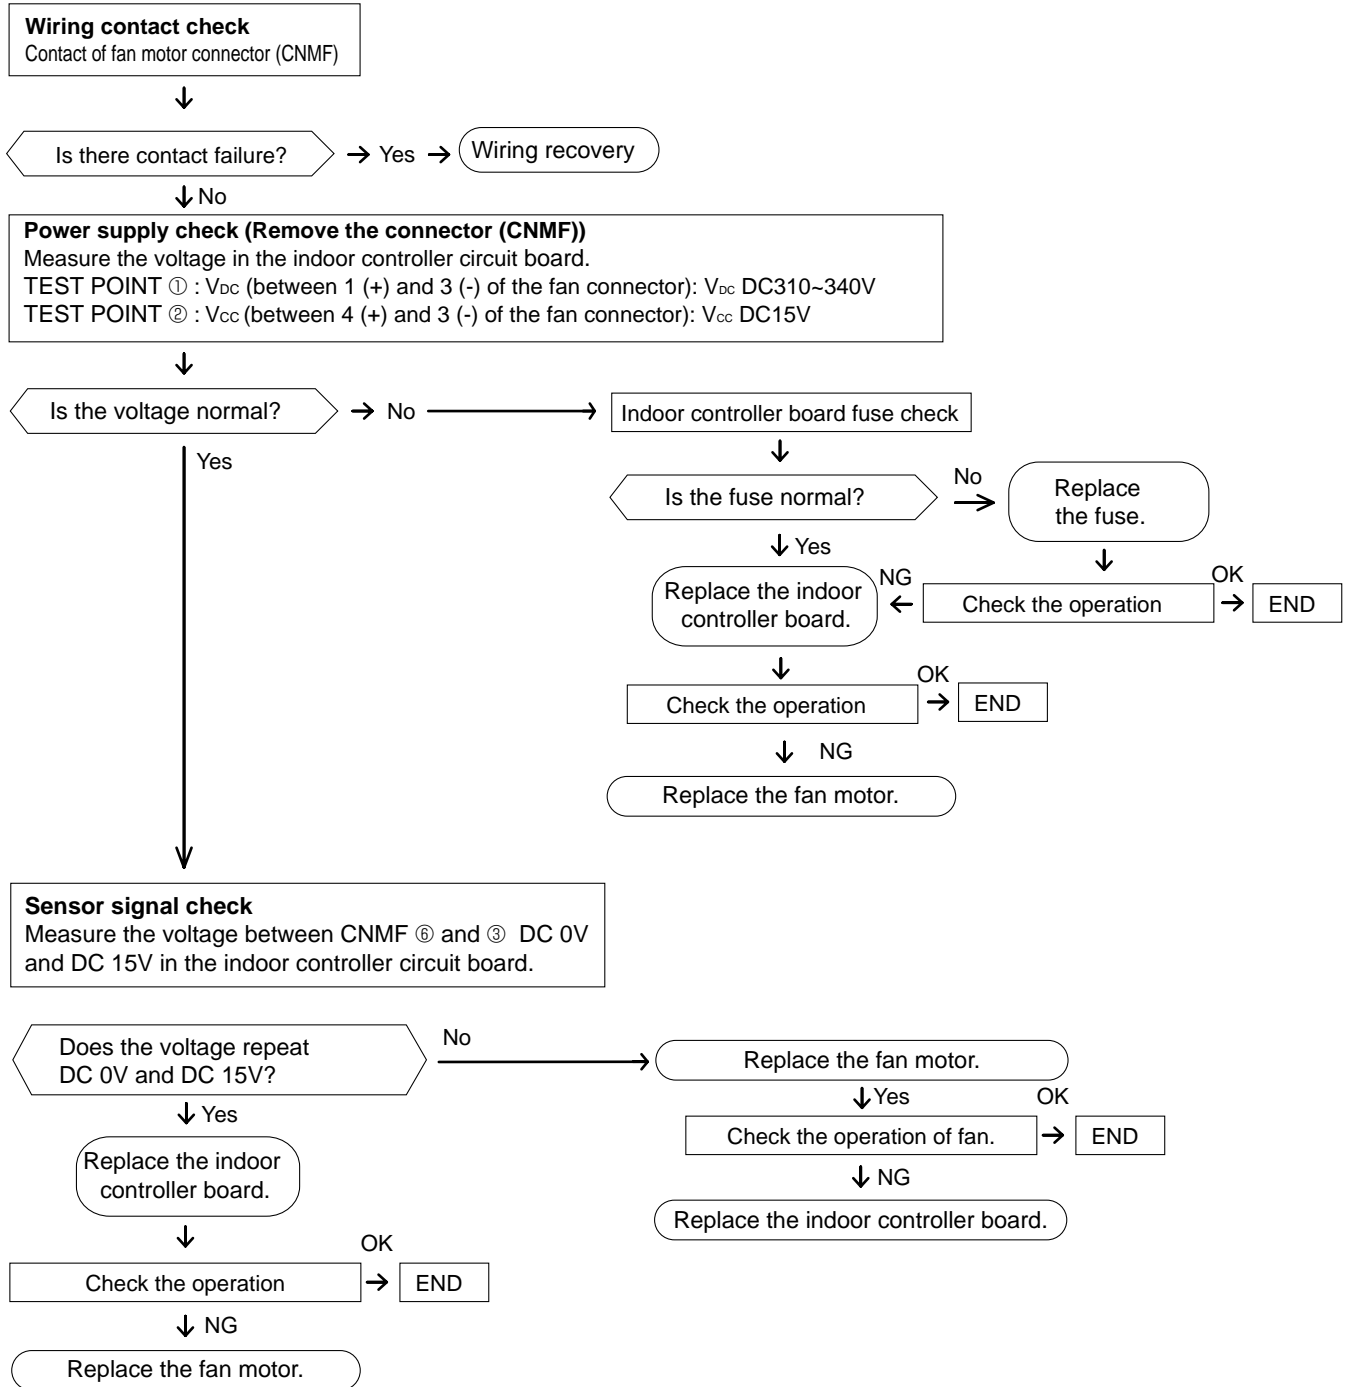 Wiring contact check
Contact of fan motor connector (CNMF)
Is there contact failure?
Yes
Wiring recovery
No
Power supply check (Remove the connector (CNMF))
Measure the voltage in the indoor controller circuit board.
TEST POINT ① : VDC (between 1 (+) and 3 (-) of the fan connector): VDC DC310~340V
TEST POINT ② : VCC (between 4 (+) and 3 (-) of the fan connector): VCC DC15V
Is the voltage normal?
No
Indoor controller board fuse check
Yes
Is the fuse normal?
No
Replace
the fuse.
Yes
Replace the indoor
controller board.
NG
Check the operation
OK
END
Check the operation
OK
END
NG
Replace the fan motor.
Sensor signal check
Measure the voltage between CNMF ⑥ and ③ DC 0V
and DC 15V in the indoor controller circuit board.
Does the voltage repeat
DC 0V and DC 15V?
No
Replace the fan motor.
Yes
Yes
OK
Check the operation of fan.
END
Replace the indoor
controller board.
NG
Replace the indoor controller board.
OK
Check the operation
END
NG
Replace the fan motor.